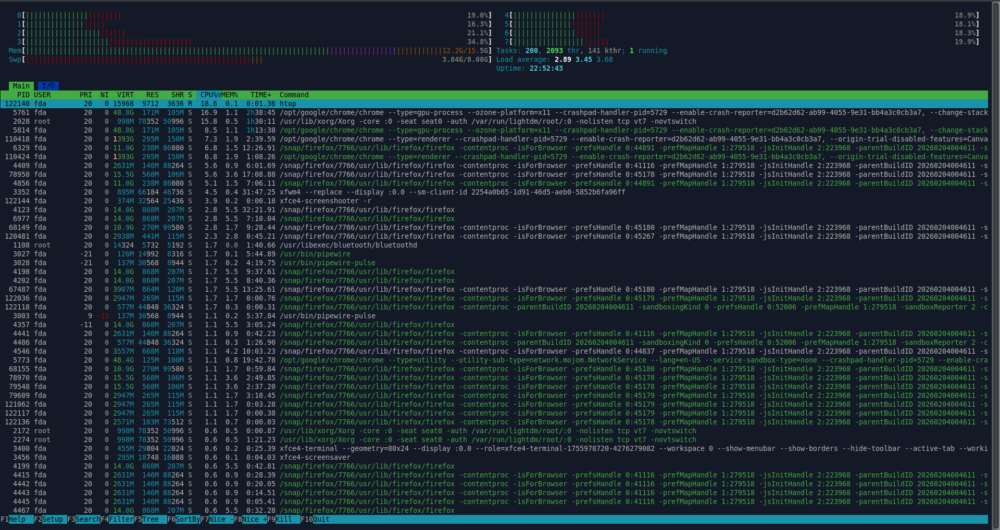 0[|||||||||||||||||||||||19.0%] 4[||||||||||||||||||||||18.9%]
1[|||||||||||||||||||16.3%] 5[|||||||||||||||||||||18.1%]
2[||||||||||||||||||||||||21.1%] 6[|||||||||||||||||||||18.3%]
3[||||||||||||||||||||||||||||||||||||||||34.8%] 7[|||||||||||||||||||||||19.9%]
Mem[||||||||||||||||||||||||||||||||||||||||||||||||||||||||||||||||||||||||||||||||||||||||||||||||||||12.2G/15.5G] Tasks: 200, 2093 thr, 141 kthr; 1 running
Swp[|||||||||||||||||||||||||||||||||||||||||||||||||||||||||3.84G/8.00G] Load average: 2.89 3.45 3.68
Uptime: 22:52:43
Main I/O
PID USER PRI NI VIRT RES SHR S CPU%▽MEM% TIME+ Command
122140 fda 20 0 15968 9712 3636 R 18.6 0.1 0:01.36 htop
5761 fda 20 0 48.8G 171M 105M S 16.9 1.1 2h38:45 /opt/google/chrome/chrome --type=gpu-process --ozone-platform=x11 --crashpad-handler-pid=5729 --enable-crash-reporter=d2b62d62-ab99-4055-9e31-bb4a3c0cb3a7, --change-stack
2028 root 20 0 998M 78352 50996 S 15.8 0.5 1h30:11 /usr/lib/xorg/Xorg -core :0 -seat seat0 -auth /var/run/lightdm/root/:0 -nolisten tcp vt7 -novtswitch
5814 fda 20 0 48.8G 171M 105M S 8.5 1.1 1h13:38 /opt/google/chrome/chrome --type=gpu-process --ozone-platform=x11 --crashpad-handler-pid=5729 --enable-crash-reporter=d2b62d62-ab99-4055-9e31-bb4a3c0cb3a7, --change-stack
110418 fda 20 0 1393G 295M 150M S 7.3 1.9 2:39.59 /opt/google/chrome/chrome --type=renderer --crashpad-handler-pid=5729 --enable-crash-reporter=d2b62d62-ab99-4055-9e31-bb4a3c0cb3a7, --origin-trial-disabled-features=Canva
6329 fda 20 0 11.0G 238M 86080 S 6.8 1.5 12:26.91 /snap/firefox/7766/usr/lib/firefox/firefox -contentproc -isForBrowser -prefsHandle 0:44891 -prefMapHandle 1:279518 -jsInitHandle 2:223968 -parentBuildID 20260204004611 -s
110424 fda 20 0 1393G 295M 150M S 6.8 1.9 1:08.26 /opt/google/chrome/chrome --type=renderer --crashpad-handler-pid=5729 --enable-crash-reporter=d2b62d62-ab99-4055-9e31-bb4a3c0cb3a7, --origin-trial-disabled-features=Canva
4409 fda 20 0 2631M 146M 88264 S 5.6 0.9 6:01.69 /snap/firefox/7766/usr/lib/firefox/firefox -contentproc -isForBrowser -prefsHandle 0:41116 -prefMapHandle 1:279518 -jsInitHandle 2:223968 -parentBuildID 20260204004611 -s
78950 fda 20 0 15.5G 568M 106M S 5.6 3.6 17:08.88 /snap/firefox/7766/usr/lib/firefox/firefox -contentproc -isForBrowser -prefsHandle 0:45178 -prefMapHandle 1:279518 -jsInitHandle 2:223968 -parentBuildID 20260204004611 -s
4856 fda 20 0 11.0G 238M 86080 S 5.1 1.5 7:06.11 /snap/firefox/7766/usr/lib/firefox/firefox -contentproc -isForBrowser -prefsHandle 0:44891 -prefMapHandle 1:279518 -jsInitHandle 2:223968 -parentBuildID 20260204004611 -s
3352 fda 20 0 895M 66184 46736 S 4.5 0.4 31:47.25 xfwm4 --replace --display :0.0 --sm-client-id 2254a0b65-1d91-46d5-aeb0-5852b6fa96ff
122144 fda 20 0 374M 32564 25436 S 3.9 0.2 0:00.18 xfce4-screenshooter -r
4123 fda 20 0 14.0G 868M 207M S 2.8 5.5 32:21.91 /snap/firefox/7766/usr/lib/firefox/firefox
6977 fda 20 0 14.0G 868M 207M S 2.8 5.5 7:10.04 /snap/firefox/7766/usr/lib/firefox/firefox
68149 fda 20 0 10.9G 270M 99580 S 2.8 1.7 9:28.44 /snap/firefox/7766/usr/lib/firefox/firefox -contentproc -isForBrowser -prefsHandle 0:45180 -prefMapHandle 1:279518 -jsInitHandle 2:223968 -parentBuildID 20260204004611 -s
120481 fda 20 0 2938M 441M 115M S 2.3 2.8 0:45.21 /snap/firefox/7766/usr/lib/firefox/firefox -contentproc -isForBrowser -prefsHandle 0:45267 -prefMapHandle 1:279518 -jsInitHandle 2:223968 -parentBuildID 20260204004611 -s
1108 root 20 0 14324 5732 5192 S 1.7 0.0 1:40.66 /usr/libexec/bluetooth/bluetoothd
3027 fda -21 0 126M 14992 8316 S 1.7 0.1 5:44.89 /usr/bin/pipewire
3028 fda -21 0 137M 30568 8944 S 1.7 0.2 4:19.75 /usr/bin/pipewire-pulse
4198 fda 20 0 14.0G 868M 207M S 1.7 5.5 9:37.61 /snap/firefox/7766/usr/lib/firefox/firefox
4202 fda 20 0 14.0G 868M 207M S 1.7 5.5 8:40.36 /snap/firefox/7766/usr/lib/firefox/firefox
67487 fda 20 0 3907M 864M 120M S 1.7 5.5 13:25.61 /snap/firefox/7766/usr/lib/firefox/firefox -contentproc -isForBrowser -prefsHandle 0:45180 -prefMapHandle 1:279518 -jsInitHandle 2:223968 -parentBuildID 20260204004611 -s
122036 fda 20 0 2947M 265M 115M S 1.7 1.7 0:00.76 /snap/firefox/7766/usr/lib/firefox/firefox -contentproc -isForBrowser -prefsHandle 0:45179 -prefMapHandle 1:279518 -jsInitHandle 2:223968 -parentBuildID 20260204004611 -s
122118 fda 20 0 577M 44848 36324 S 1.7 0.3 0:00.31 /snap/firefox/7766/usr/lib/firefox/firefox -contentproc -parentBuildID 20260204004611 -sandboxingKind 0 -prefsHandle 0:52006 -prefMapHandle 1:279518 -sandboxReporter 2 -c
3003 fda 9 -11 137M 30568 8944 S 1.1 0.2 5:37.84 /usr/bin/pipewire-pulse
4357 fda -11 0 14.0G 868M 207M S 1.1 5.5 3:05.24 /snap/firefox/7766/usr/lib/firefox/firefox
4441 fda 20 0 2631M 146M 88264 S 1.1 0.9 0:42.23 /snap/firefox/7766/usr/lib/firefox/firefox -contentproc -isForBrowser -prefsHandle 0:41116 -prefMapHandle 1:279518 -jsInitHandle 2:223968 -parentBuildID 20260204004611 -s
4486 fda 20 0 577M 44848 36324 S 1.1 0.3 1:26.90 /snap/firefox/7766/usr/lib/firefox/firefox -contentproc -parentBuildID 20260204004611 -sandboxingKind 0 -prefsHandle 0:52006 -prefMapHandle 1:279518 -sandboxReporter 2 -c
4546 fda 20 0 3557M 668M 118M S 1.1 4.2 10:03.23 /snap/firefox/7766/usr/lib/firefox/firefox -contentproc -isForBrowser -prefsHandle 0:44837 -prefMapHandle 1:279518 -jsInitHandle 2:223968 -parentBuildID 20260204004611 -s
5773 fda 20 0 48.4G 125M 100M S 1.1 0.8 19:42.78 /opt/google/chrome/chrome --type=utility --utility-sub-type=network.mojom.NetworkService --lang=en-US --service-sandbox-type=none --crashpad-handler-pid=5729 --enable-cra
68155 fda 20 0 10.9G 270M 99580 S 1.1 1.7 0:59.84 /snap/firefox/7766/usr/lib/firefox/firefox -contentproc -isForBrowser -prefsHandle 0:45180 -prefMapHandle 1:279518 -jsInitHandle 2:223968 -parentBuildID 20260204004611 -s
78970 fda 20 0 15.5G 568M 106M S 1.1 3.6 2:49.85 /snap/firefox/7766/usr/lib/firefox/firefox -contentproc -isForBrowser -prefsHandle 0:45178 -prefMapHandle 1:279518 -jsInitHandle 2:223968 -parentBuildID 20260204004611 -s
79548 fda 20 0 15.5G 568M 106M S 1.1 3.6 2:37.20 /snap/firefox/7766/usr/lib/firefox/firefox -contentproc -isForBrowser -prefsHandle 0:45178 -prefMapHandle 1:279518 -jsInitHandle 2:223968 -parentBuildID 20260204004611 -s
79609 fda 20 0 2947M 265M 115M S 1.1 1.7 3:10.45 /snap/firefox/7766/usr/lib/firefox/firefox -contentproc -isForBrowser -prefsHandle 0:45179 -prefMapHandle 1:279518 -jsInitHandle 2:223968 -parentBuildID 20260204004611 -s
121062 fda 20 0 2947M 265M 115M S 1.1 1.7 0:03.28 /snap/firefox/7766/usr/lib/firefox/firefox -contentproc -isForBrowser -prefsHandle 0:45179 -prefMapHandle 1:279518 -jsInitHandle 2:223968 -parentBuildID 20260204004611 -s
122117 fda 20 0 2947M 265M 115M S 1.1 1.7 0:00.38 /snap/firefox/7766/usr/lib/firefox/firefox -contentproc -isForBrowser -prefsHandle 0:45179 -prefMapHandle 1:279518 -jsInitHandle 2:223968 -parentBuildID 20260204004611 -s
122136 fda 20 0 2571M 103M 73512 S 1.1 0.7 0:00.03 /snap/firefox/7766/usr/lib/firefox/firefox -contentproc -isForBrowser -prefsHandle 0:45178 -prefMapHandle 1:279518 -jsInitHandle 2:223968 -parentBuildID 20260204004611 -s
2172 root 20 0 998M 78352 50996 S 0.6 0.5 0:00.87 /usr/lib/xorg/Xorg -core :0 -seat seat0 -auth /var/run/lightdm/root/:0 -nolisten tcp vt7 -novtswitch
2274 root 20 0 998M 78352 50996 S 0.6 0.5 1:21.23 /usr/lib/xorg/Xorg -core :0 -seat seat0 -auth /var/run/lightdm/root/:0 -nolisten tcp vt7 -novtswitch
3400 fda 20 0 455M 29804 22024 S 0.6 0.2 0:25.39 xfce4-terminal --geometry=80x24 --display :0.0 --role=xfce4-terminal-1755978720-4276279082 --workspace 0 --show-menubar --show-borders --hide-toolbar --active-tab --worki
3456 fda 20 0 295M 18748 16088 S 0.6 0.1 0:04.03 xfce4-screensaver
4199 fda 20 0 14.0G 868M 207M S 0.6 5.5 0:42.81 /snap/firefox/7766/usr/lib/firefox/firefox
4415 fda 20 0 2631M 146M 88264 S 0.6 0.9 0:28.39 /snap/firefox/7766/usr/lib/firefox/firefox -contentproc -isForBrowser -prefsHandle 0:41116 -prefMapHandle 1:279518 -jsInitHandle 2:223968 -parentBuildID 20260204004611 -s
4442 fda 20 0 2631M 146M 88264 S 0.6 0.9 0:20.05 /snap/firefox/7766/usr/lib/firefox/firefox -contentproc -isForBrowser -prefsHandle 0:41116 -prefMapHandle 1:279518 -jsInitHandle 2:223968 -parentBuildID 20260204004611 -s
4443 fda 20 0 2631M 146M 88264 S 0.6 0.9 0:14.51 /snap/firefox/7766/usr/lib/firefox/firefox -contentproc -isForBrowser -prefsHandle 0:41116 -prefMapHandle 1:279518 -jsInitHandle 2:223968 -parentBuildID 20260204004611 -s
4445 fda 20 0 2631M 146M 88264 S 0.6 0.9 0:05.41 /snap/firefox/7766/usr/lib/firefox/firefox -contentproc -isForBrowser -prefsHandle 0:41116 -prefMapHandle 1:279518 -jsInitHandle 2:223968 -parentBuildID 20260204004611 -s
4467 fda 20 0 14.0G 868M 207M S 0.6 5.5 0:32.28 /snap/firefox/7766/usr/lib/firefox/firefox
F1Help F2Setup F3SearchF4FilterF5Tree F6SortByF7Nice -F8Nice +F9Kill F10Quit